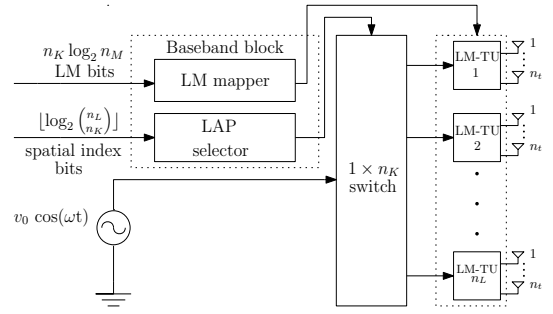 n_K log_2 n_M
LM bits
Baseband block
LM mapper
⌊log_2 (n_L n_K)⌋
spatial index
bits
LAP
selector
v_0 cos(ωt)
1 × n_K
switch
LM-TU
1
1
n_t
LM-TU
2
1
n_t
LM-TU
n_L
1
n_t